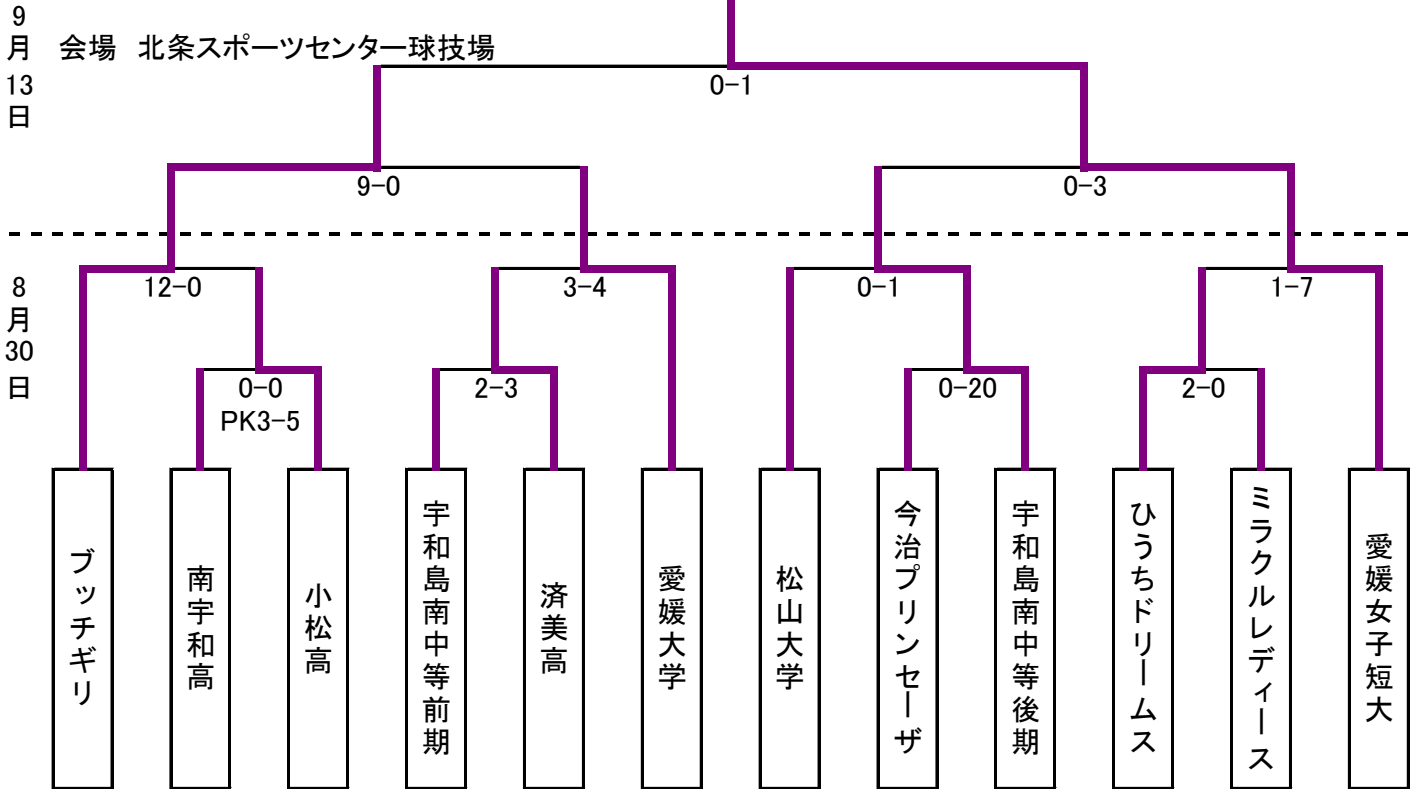 9月13日
会場 北条スポーツセンター球技場
0-1
9-0
0-3
8月30日
12-0
3-4
0-1
1-7
0-0
PK3-5
2-3
0-20
2-0
ブッチギリ
南宇和高
小松高
宇和島南中等前期
済美高
愛媛大学
松山大学
今治プリンセーザ
宇和島南中等後期
ひうちドリームス
ミラクルレディース
愛媛女子短大